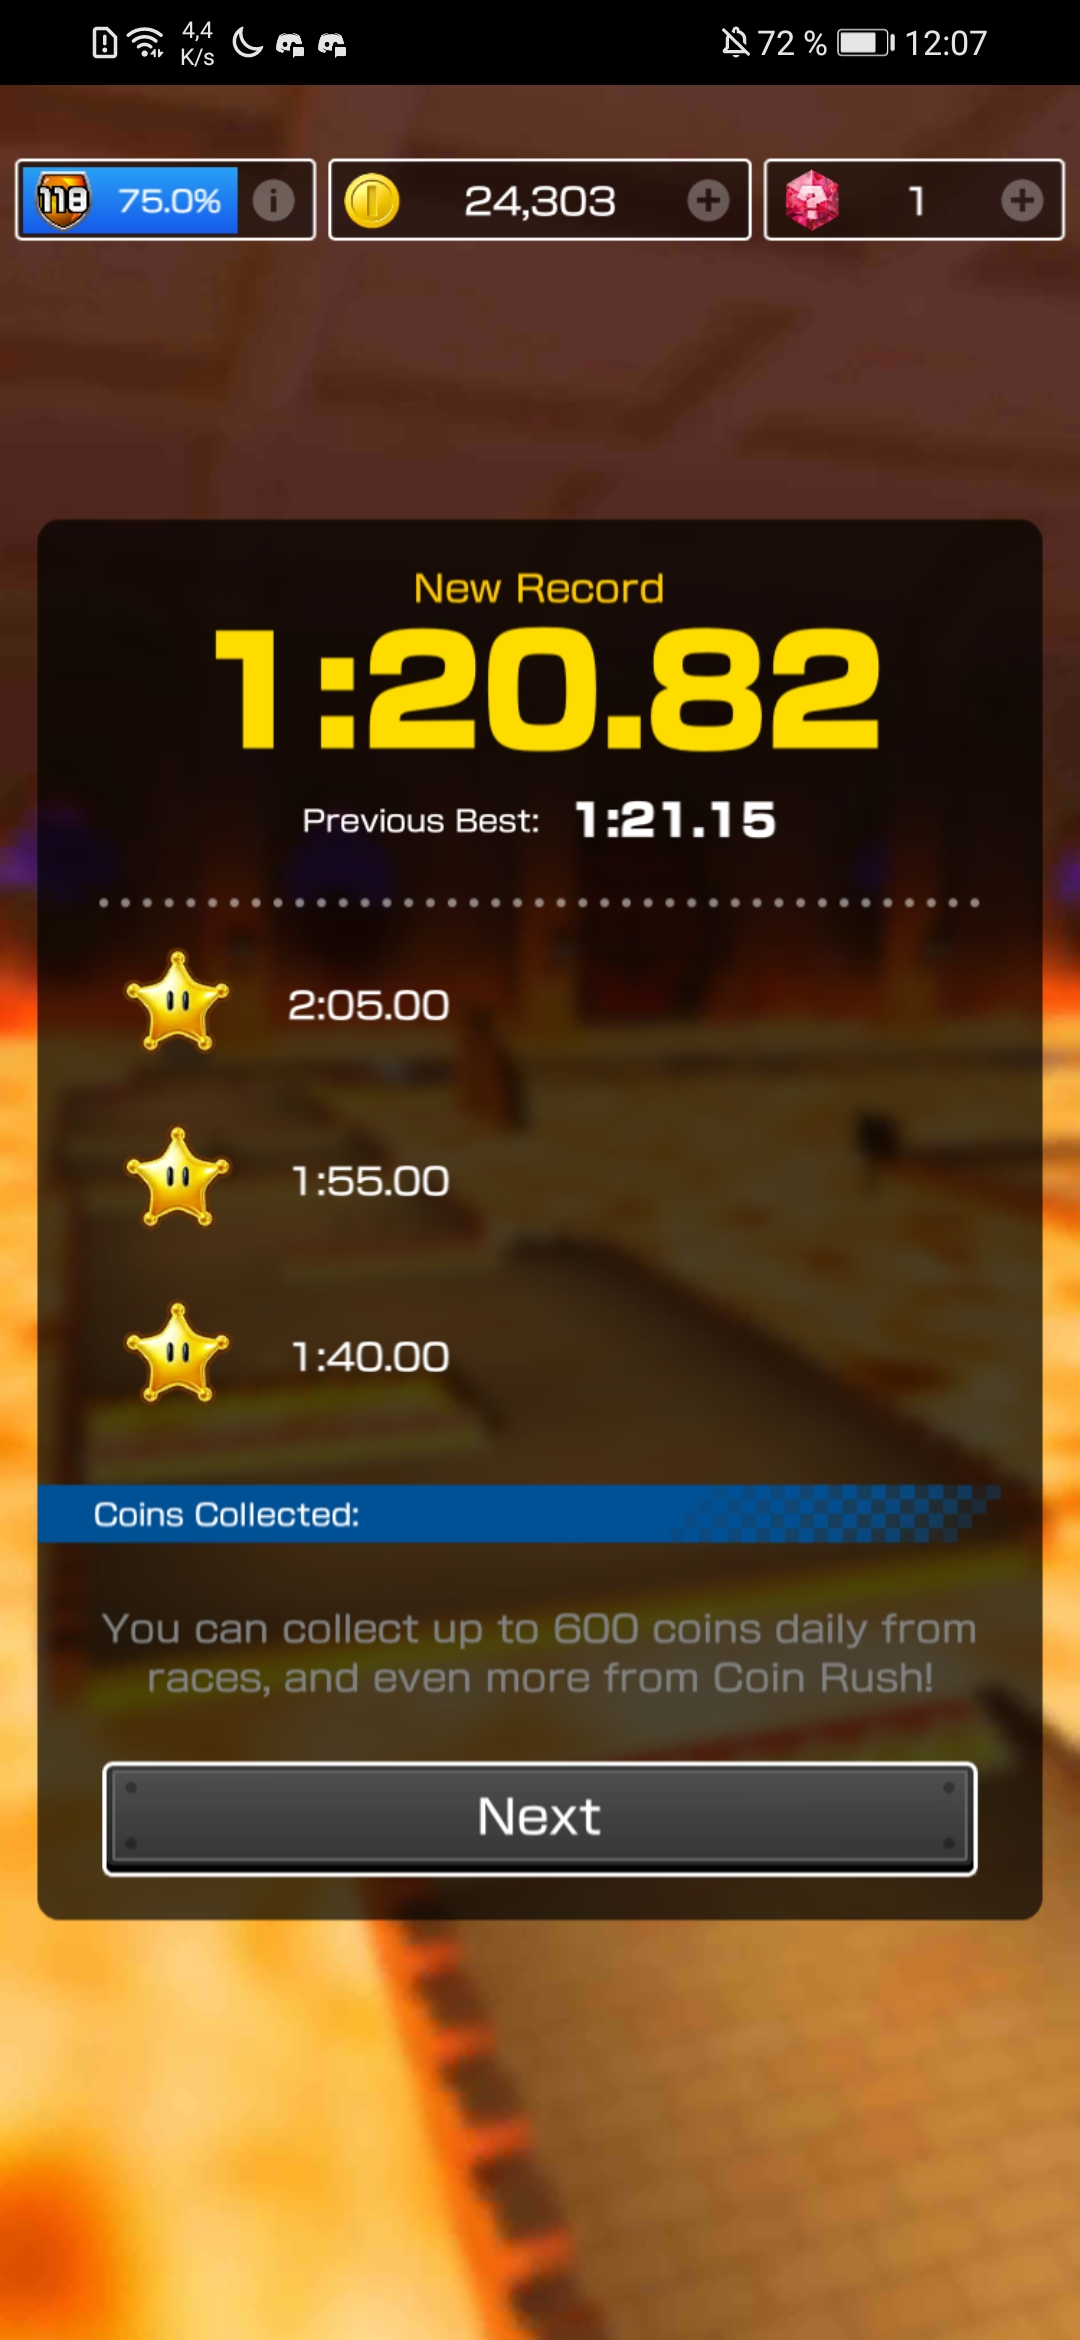 4,4
K/s
72 %
12:07
118
75.0%
24,303
1
New Record
1:20.82
Previous Best: 1:21.15
2:05.00
1:55.00
1:40.00
Coins Collected:
You can collect up to 600 coins daily from
races, and even more from Coin Rush!
Next